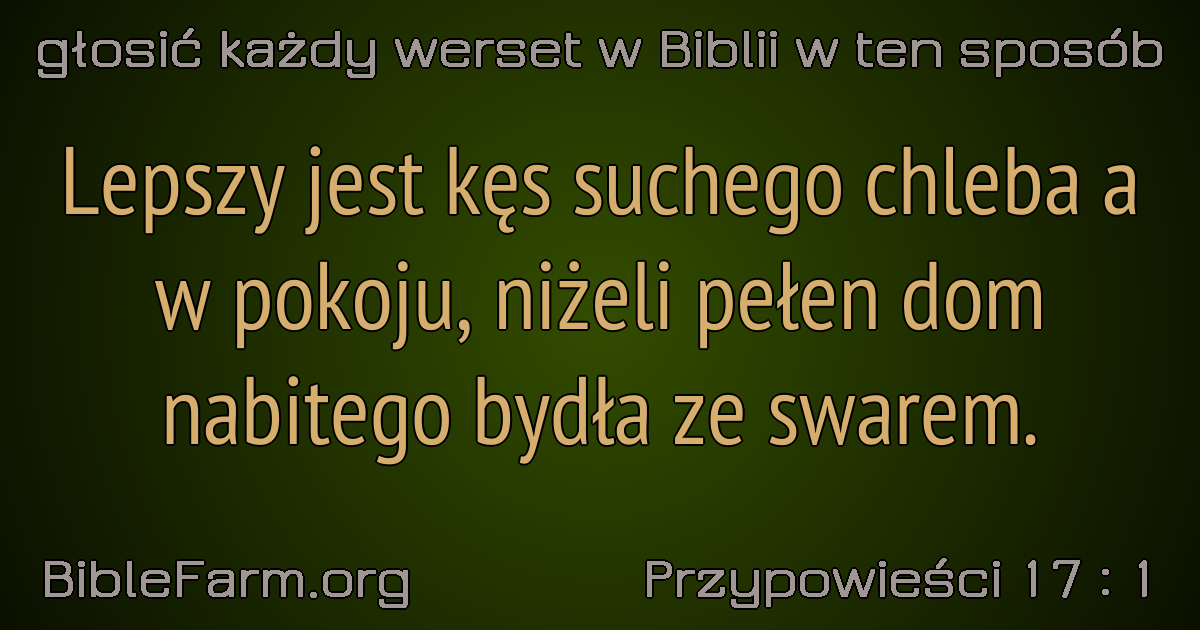 głosić każdy werset w Biblii w ten sposób
Lepszy jest kęs suchego chleba a
w pokoju, niżeli pełen dom
nabitego bydła ze swarem.
BibleFarm.org
Przypowieści 17 : 1